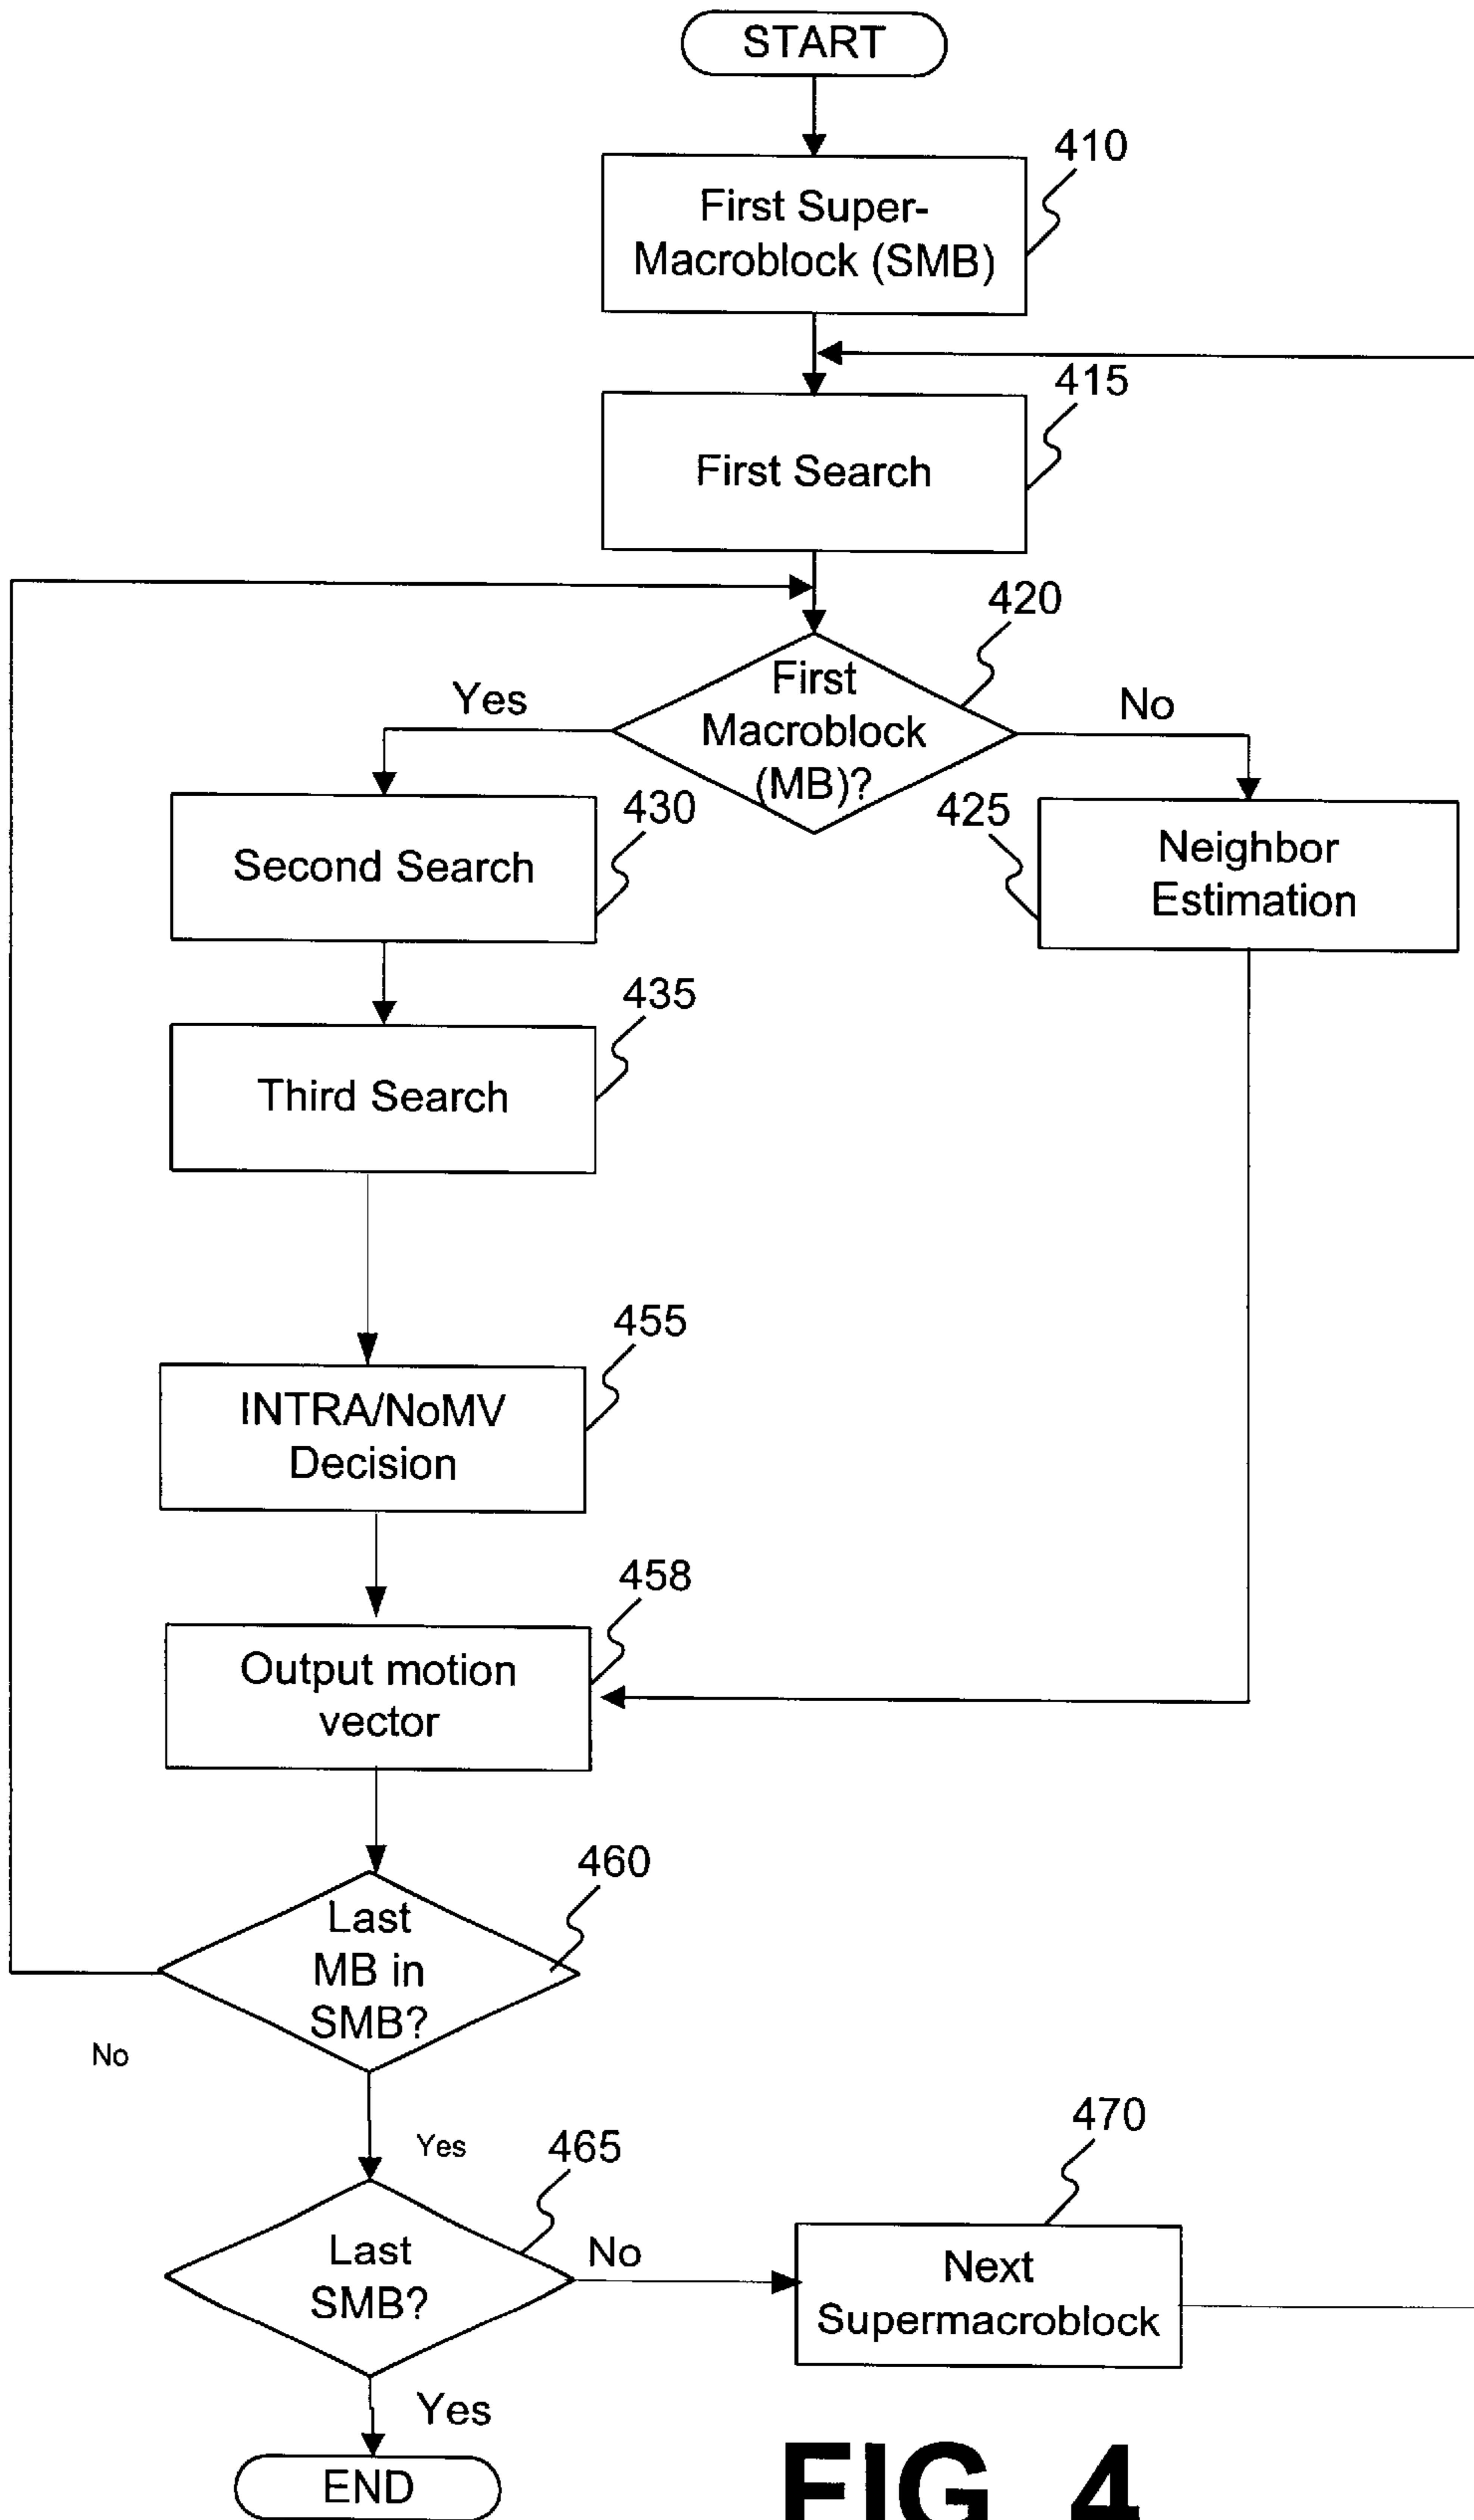 START
410
First Super-
Macroblock (SMB)
415
First Search
420
First
Macroblock
(MB)?
Yes
No
430
Second Search
425
Neighbor
Estimation
435
Third Search
455
INTRA/NoMV
Decision
458
Output motion
vector
460
Last
MB in
SMB?
No
Yes
465
Last
SMB?
No
470
Next
Supermacroblock
Yes
END
FIG. 4